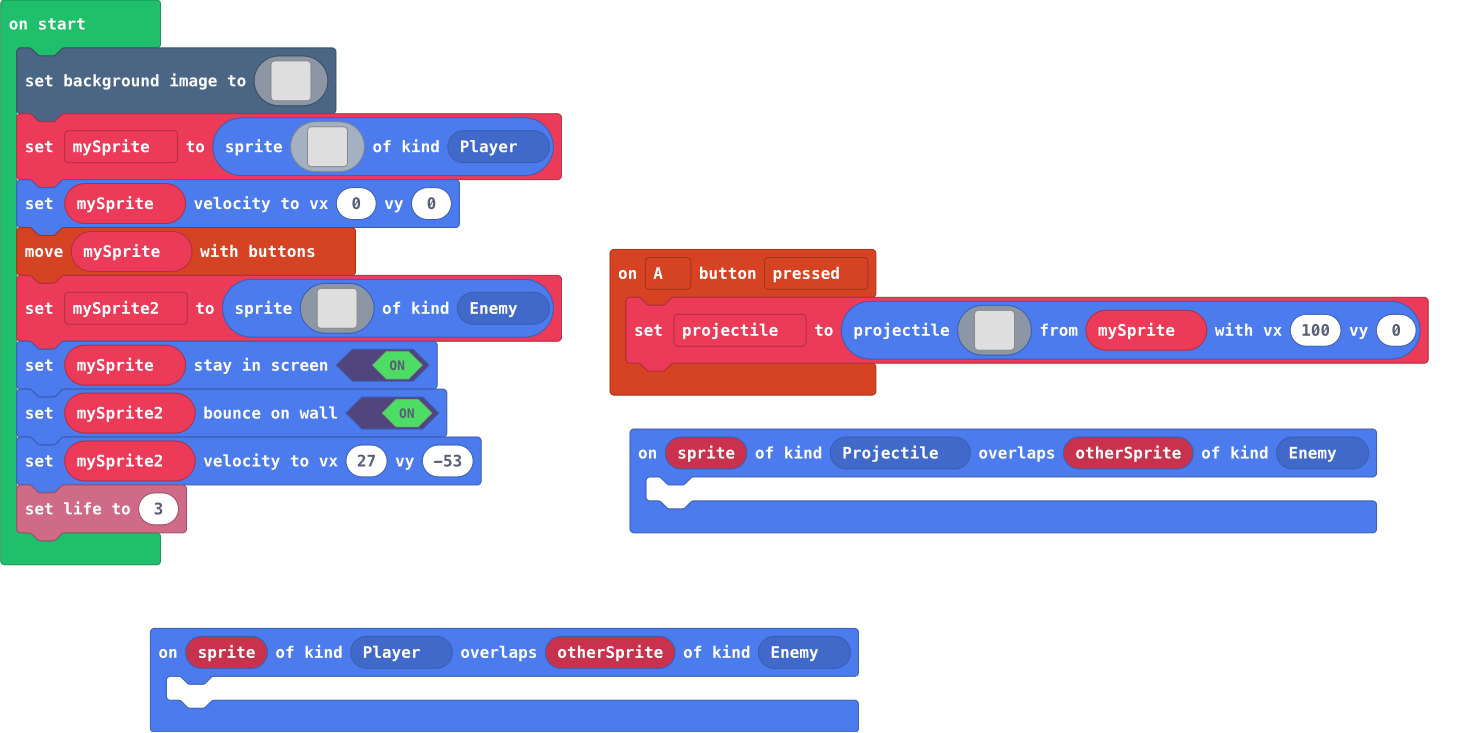 on start
set background image to
set mySprite to sprite of kind Player
set mySprite velocity to vx 0 vy 0
move mySprite with buttons
set mySprite2 to sprite of kind Enemy
set mySprite stay in screen ON
set mySprite2 bounce on wall ON
set mySprite2 velocity to vx 27 vy −53
set life to 3
on A button pressed
set projectile to projectile from mySprite with vx 100 vy 0
on sprite of kind Projectile overlaps otherSprite of kind Enemy
on sprite of kind Player overlaps otherSprite of kind Enemy